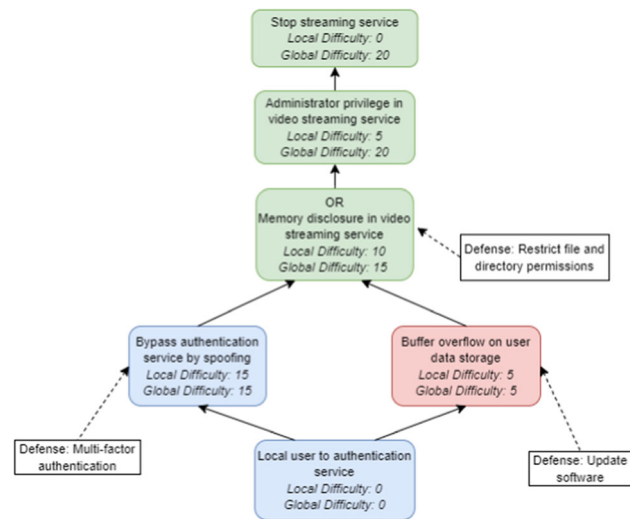 Stop streaming service
Local Difficulty: 0
Global Difficulty: 20
Administrator privilege in
video streaming service
Local Difficulty: 5
Global Difficulty: 20
OR
Memory disclosure in video
streaming service
Local Difficulty: 10
Global Difficulty: 15
Defense: Restrict file and
directory permissions
Bypass authentication
service by spoofing
Local Difficulty: 15
Global Difficulty: 15
Buffer overflow on user
data storage
Local Difficulty: 5
Global Difficulty: 5
Defense: Multi-factor
authentication
Local user to authentication
service
Local Difficulty: 0
Global Difficulty: 0
Defense: Update
software